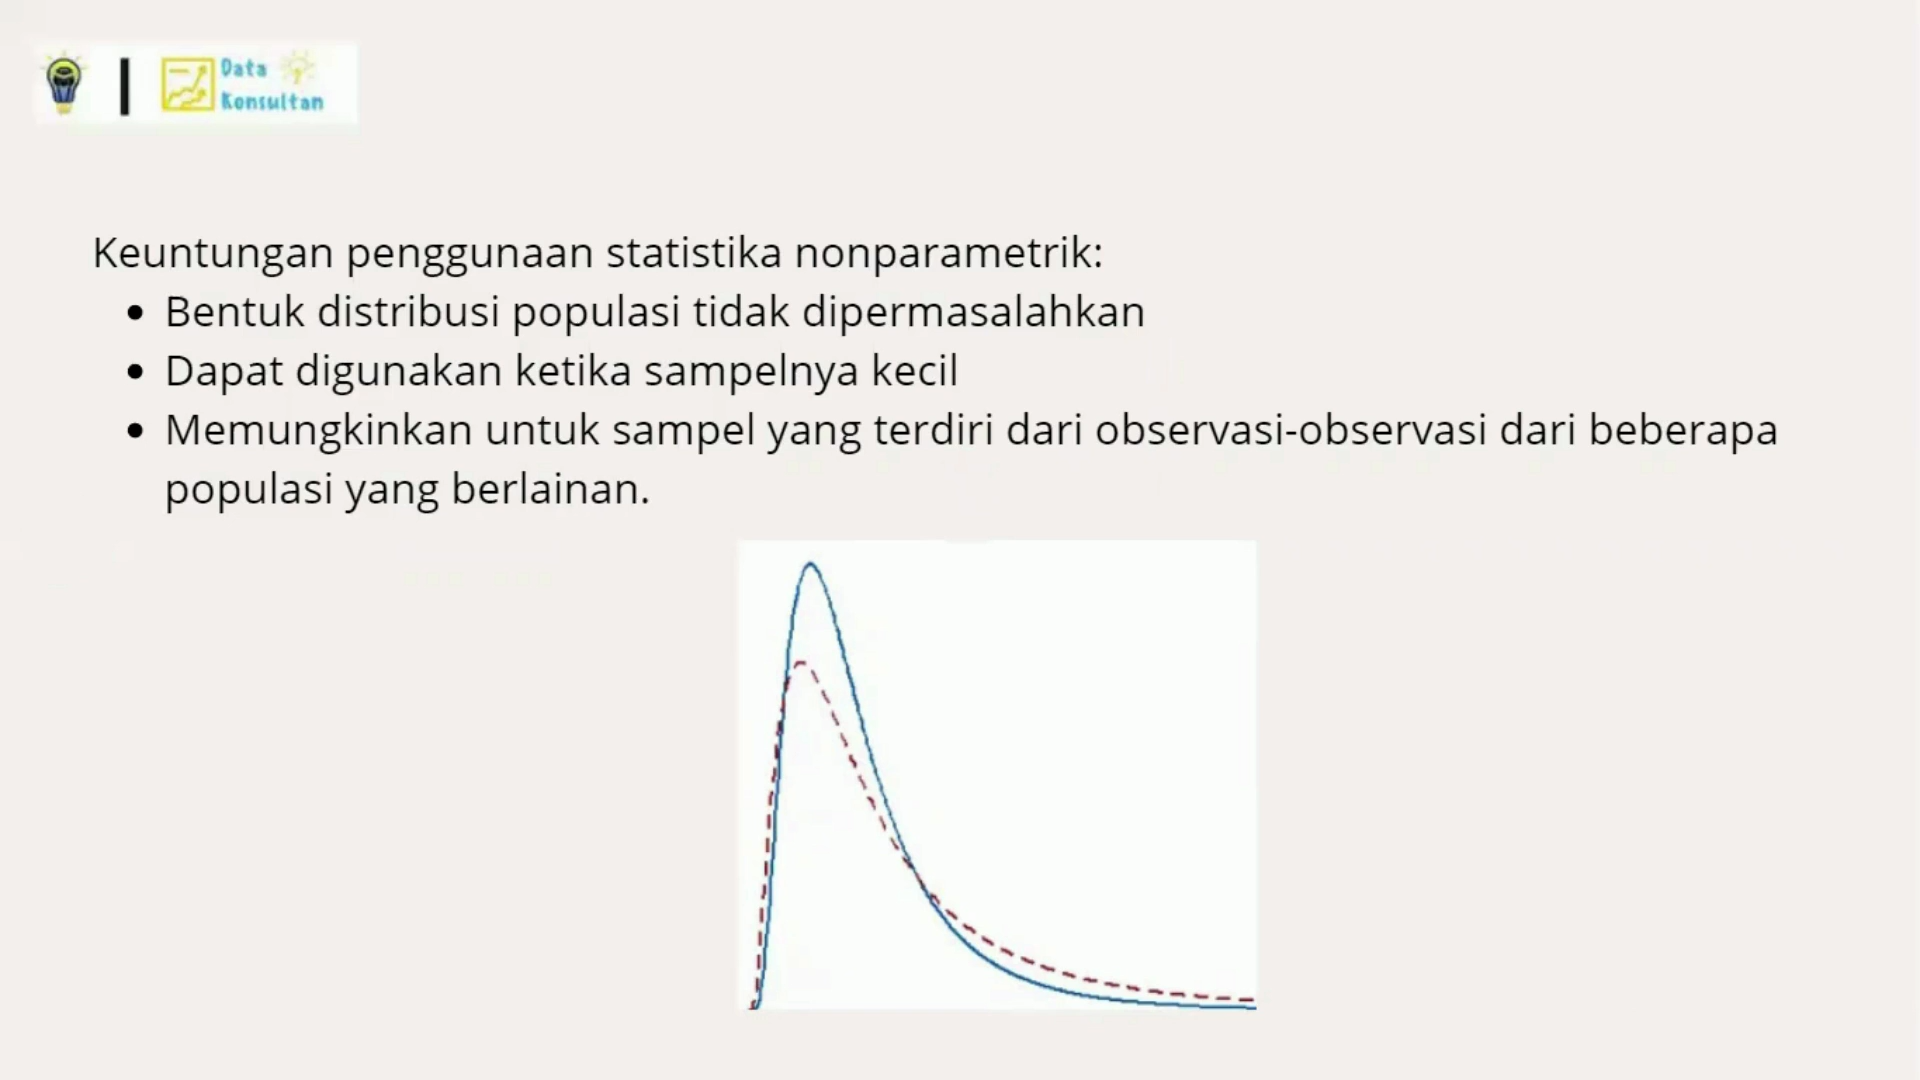 Data
Konsultan
Keuntungan penggunaan statistika nonparametrik:
• Bentuk distribusi populasi tidak dipermasalahkan
• Dapat digunakan ketika sampelnya kecil
• Memungkinkan untuk sampel yang terdiri dari observasi-observasi dari beberapa
populasi yang berlainan.